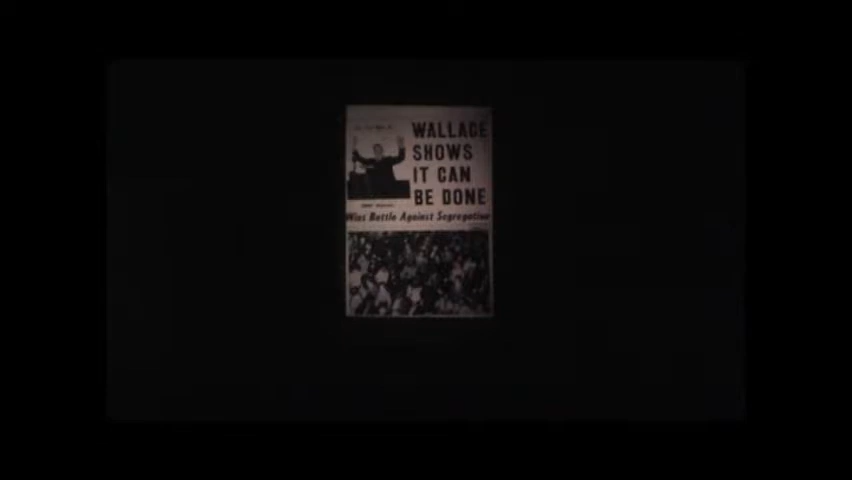 WALLACE
SHOWS
IT CAN
BE DONE
Wins Battle Against Segregation